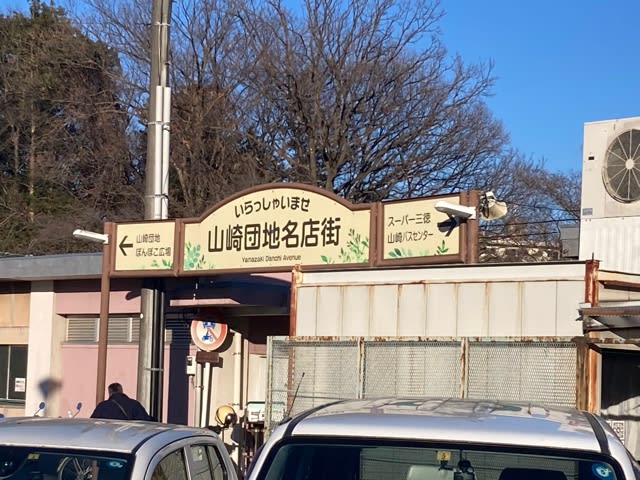 いらっしゃいませ
山崎団地名店街
Yamazaki Danchi Avenue
←
山崎団地
ぽんぽこ広場
スーパー三徳
山崎バスセンター